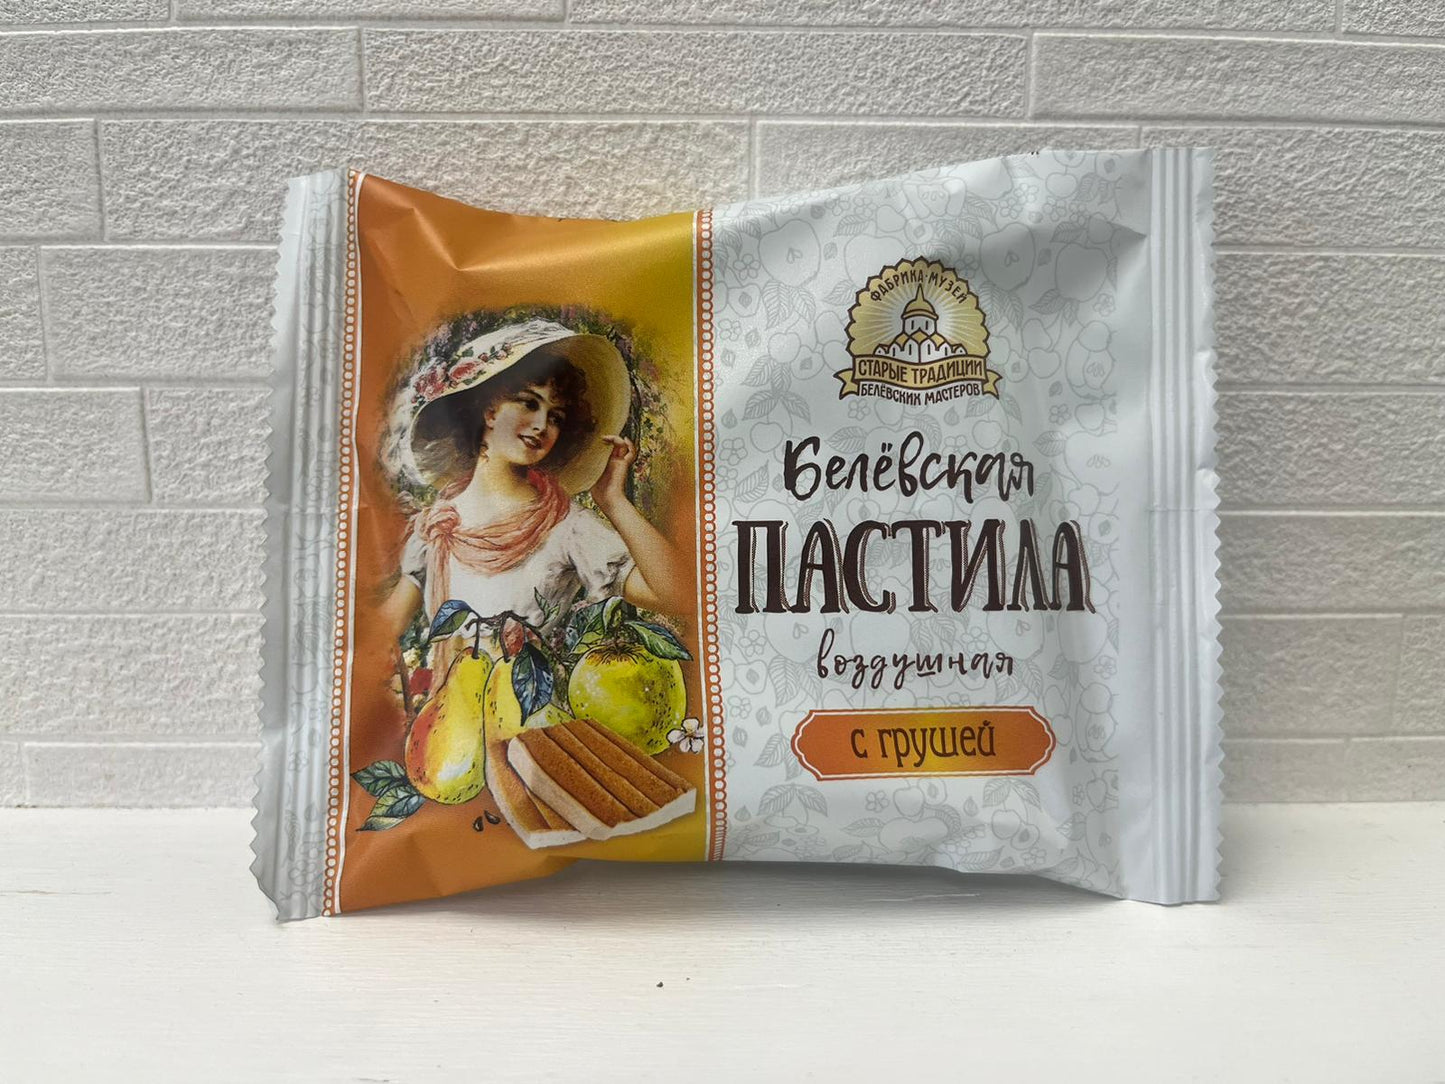 ФАБРИКА-МУЗЕЙ
СТАРЫЕ ТРАДИЦИИ
БЕЛЁВСКИХ МАСТЕРОВ
Белёвская
ПАСТИЛА
воздушная
с грушей